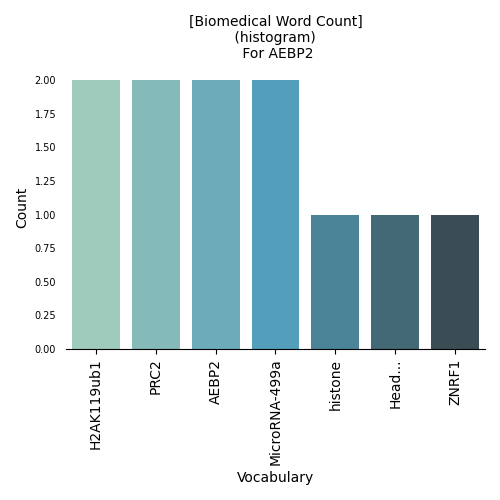 [Biomedical Word Count]
(histogram)
For AEBP2
2.00
1.75
1.50
1.25
1.00
0.75
0.50
0.25
0.00
Count
H2AK119ub1
PRC2
AEBP2
MicroRNA-499a
histone
Head...
ZNRF1
Vocabulary